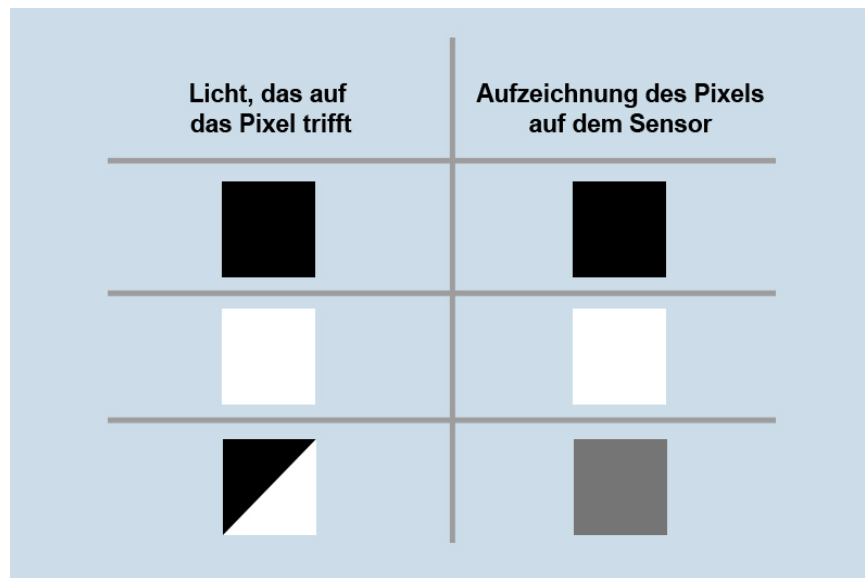 Licht, das auf
das Pixel trifft
Aufzeichnung des Pixels
auf dem Sensor